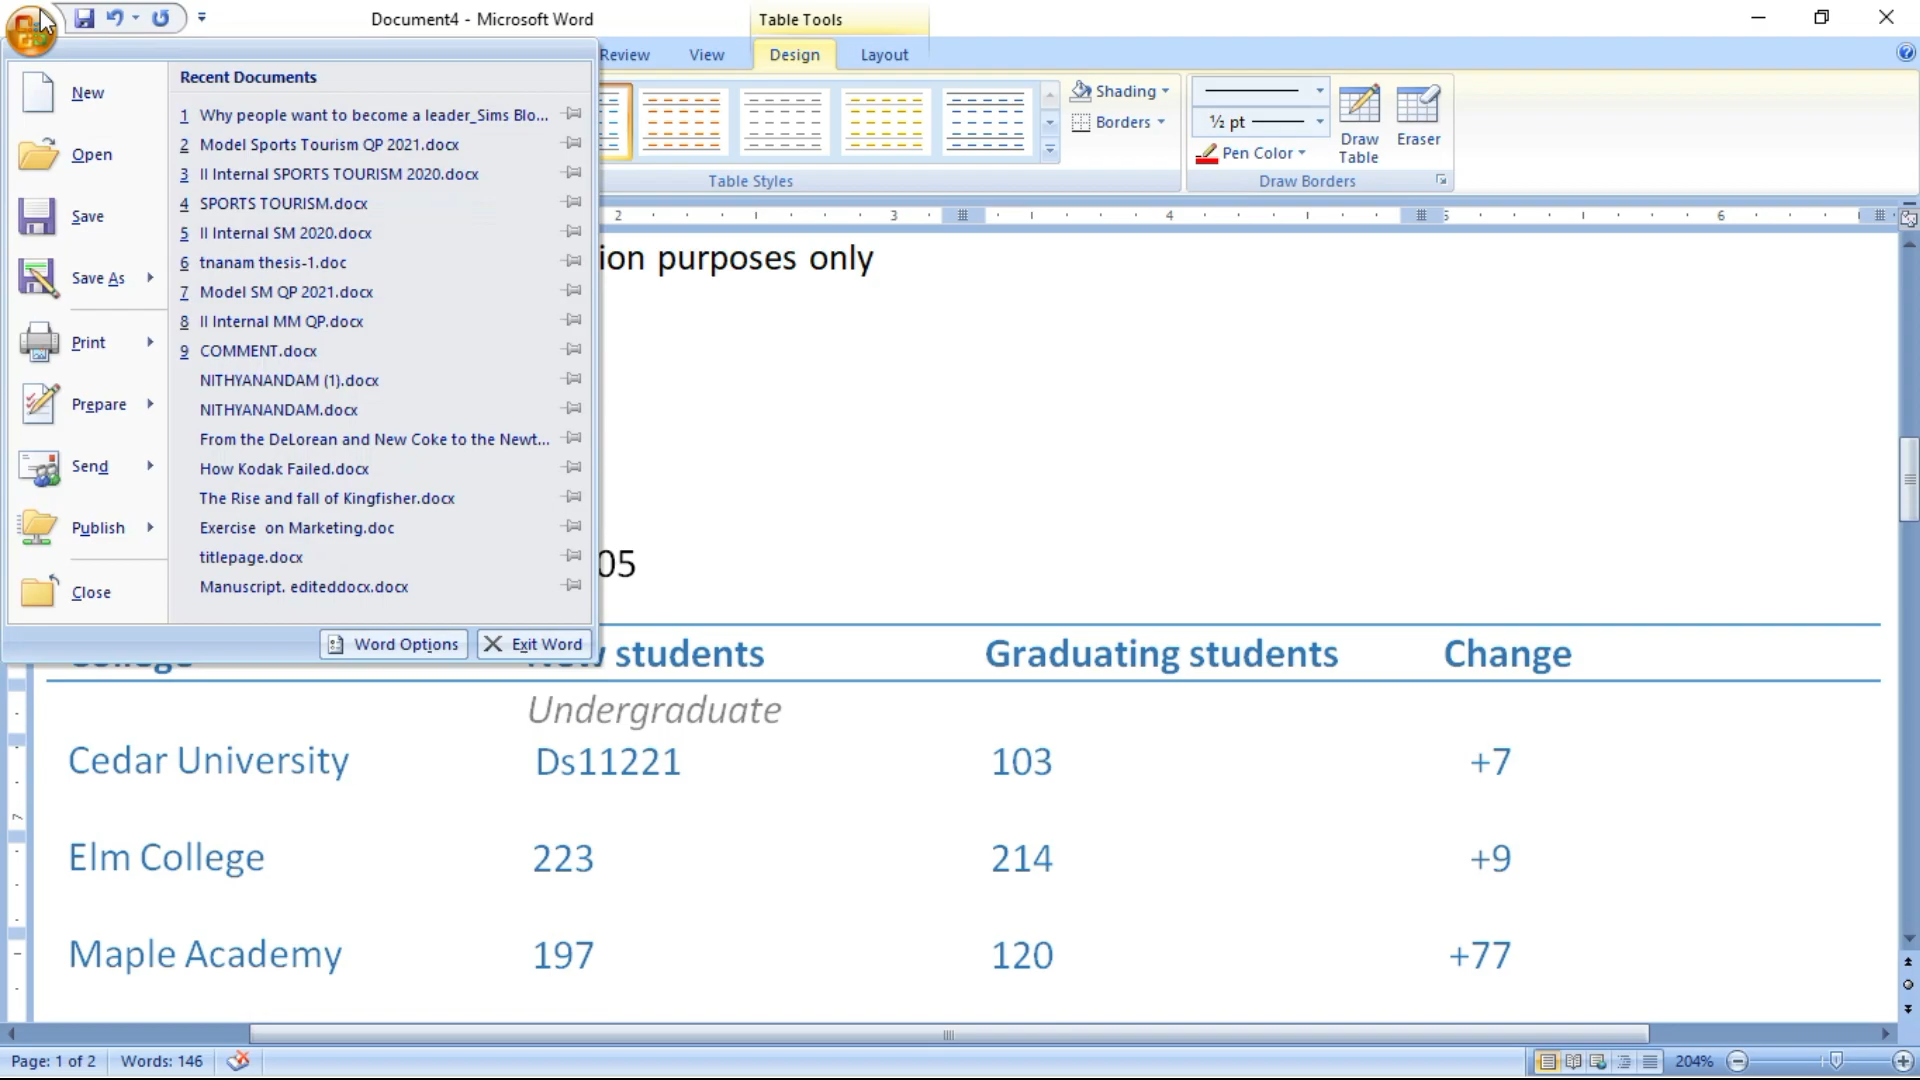 Document4 - Microsoft Word
Table Tools
Review View Design Layout
New
Open
Save
Save As
Print
Prepare
Send
Publish
Close
Recent Documents
1 Why people want to become a leader_Sims Blo...
2 Model Sports Tourism QP 2021.docx
3 II Internal SPORTS TOURISM 2020.docx
4 SPORTS TOURISM.docx
5 II Internal SM 2020.docx
6 tnanam thesis-1.doc
7 Model SM QP 2021.docx
8 II Internal MM QP.docx
9 COMMENT.docx
NITHYANANDAM (1).docx
NITHYANANDAM.docx
From the DeLorean and New Coke to the Newt...
How Kodak Failed.docx
The Rise and fall of Kingfisher.docx
Exercise on Marketing.doc
titlepage.docx
Manuscript. editeddocx.docx
Word Options Exit Word
Shading
Borders
Table Styles
½ pt
Pen Color
Draw Table
Eraser
Draw Borders
2 3 4 5 6
7
ion purposes only
05
students Graduating students Change
Undergraduate
Cedar University Ds11221 103 +7
Elm College 223 214 +9
Maple Academy 197 120 +77
Page: 1 of 2 Words: 146 204%